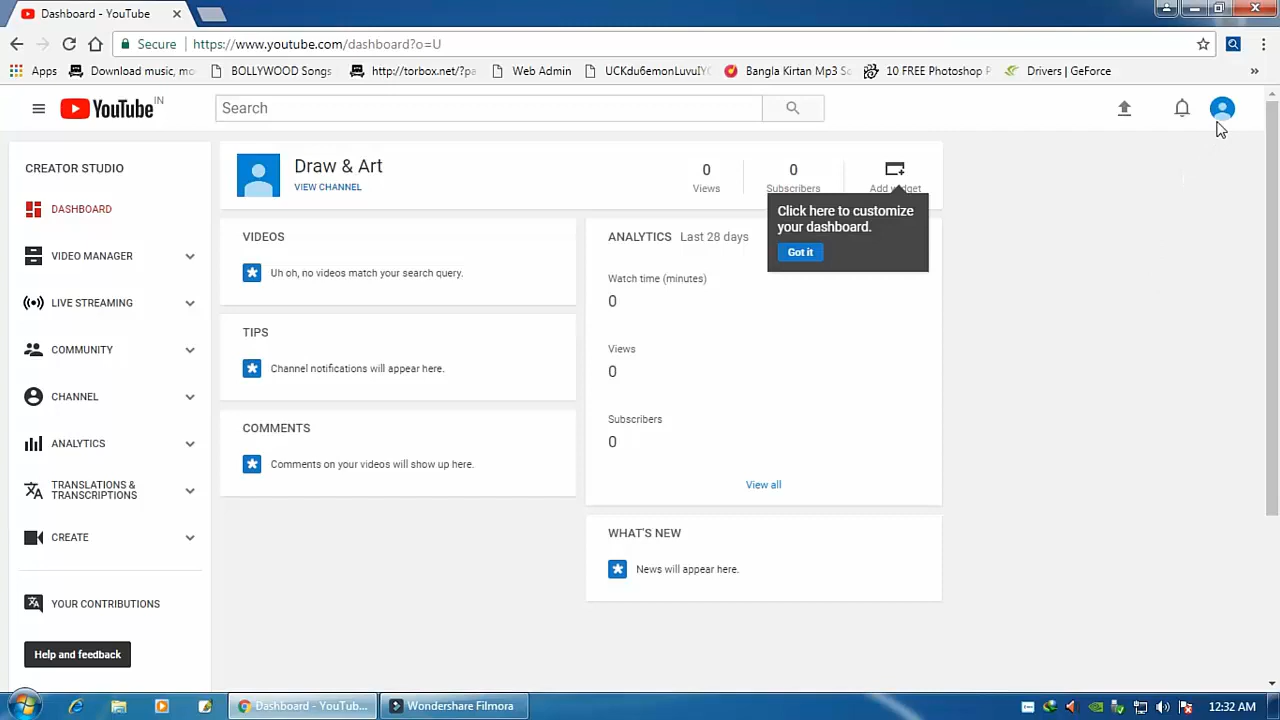 Dashboard - YouTube
Secure https://www.youtube.com/dashboard?o=U
Apps Download music, mo BOLLYWOOD Songs http://torbox.net/?pa Web Admin 10 FREE Photoshop P Drivers | GeForce
Bangla Kirtan Mp3 Sc
YouTube IN
Search
CREATOR STUDIO
DASHBOARD
VIDEO MANAGER
LIVE STREAMING
COMMUNITY
CHANNEL
ANALYTICS
TRANSLATIONS &
TRANSCRIPTIONS
CREATE
YOUR CONTRIBUTIONS
Help and feedback
Draw & Art
VIEW CHANNEL
0
Views
0
Subscribers
Add widget
Click here to customize
your dashboard.
Got it
VIDEOS
Uh oh, no videos match your search query.
TIPS
Channel notifications will appear here.
COMMENTS
Comments on your videos will show up here.
ANALYTICS Last 28 days
Watch time (minutes)
0
Views
0
Subscribers
0
View all
WHAT'S NEW
News will appear here.
Dashboard - YouTub...
Wondershare Filmora
12:32 AM